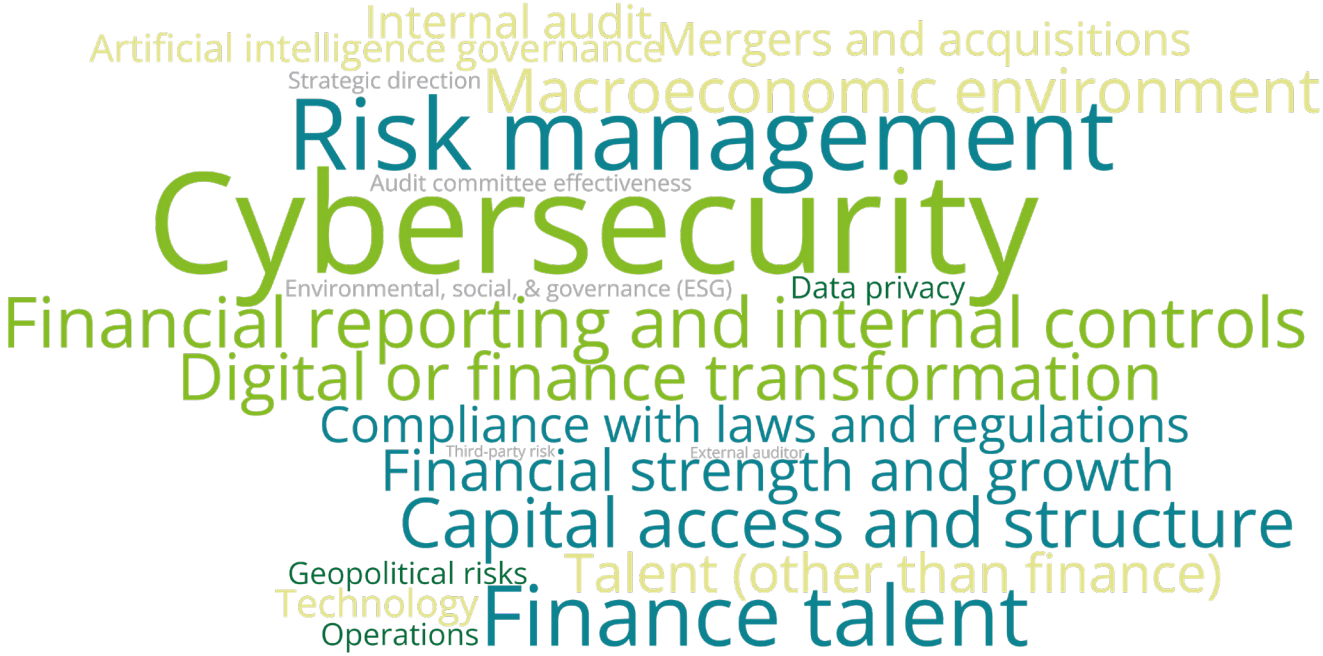 Internal audit
Artificial intelligence governance
Mergers and acquisitions
Strategic direction
Macroeconomic environment
Risk management
Audit committee effectiveness
Cybersecurity
Environmental, social, & governance (ESG)
Data privacy
Financial reporting and internal controls
Digital or finance transformation
Compliance with laws and regulations
Third-party risk
External auditor
Financial strength and growth
Capital access and structure
Geopolitical risks
Talent (other than finance)
Technology
Finance talent
Operations